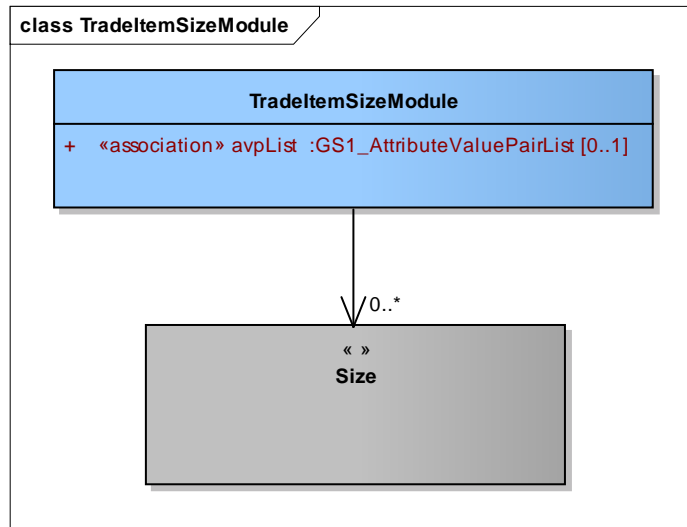 class TradeItemSizeModule
TradeItemSizeModule
+ «association» avpList :GS1_AttributeValuePairList [0..1]
0..*
« »
Size